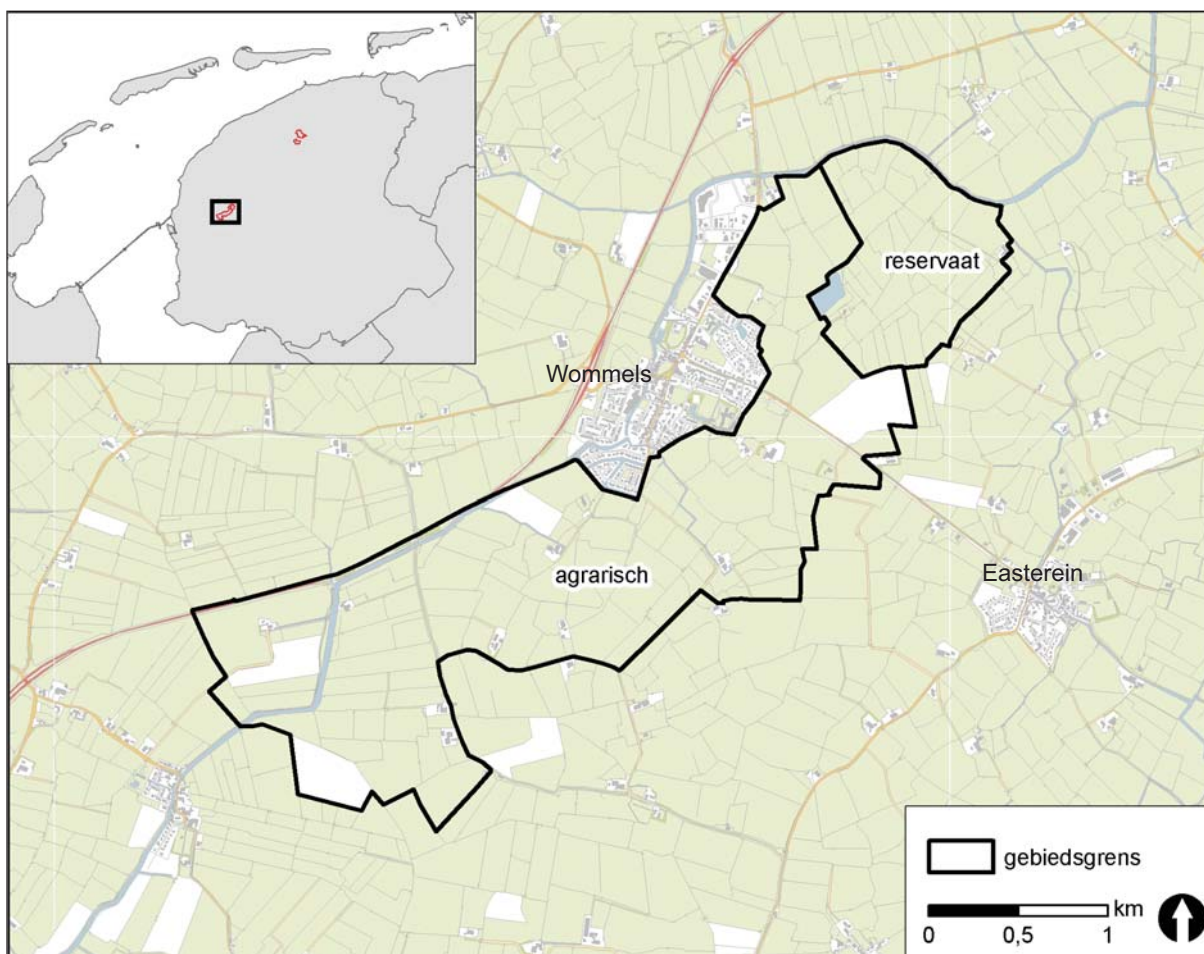 reservaat
Wommels
agrarisch
Easterein
gebiedsgrens
km
0 0,5 1